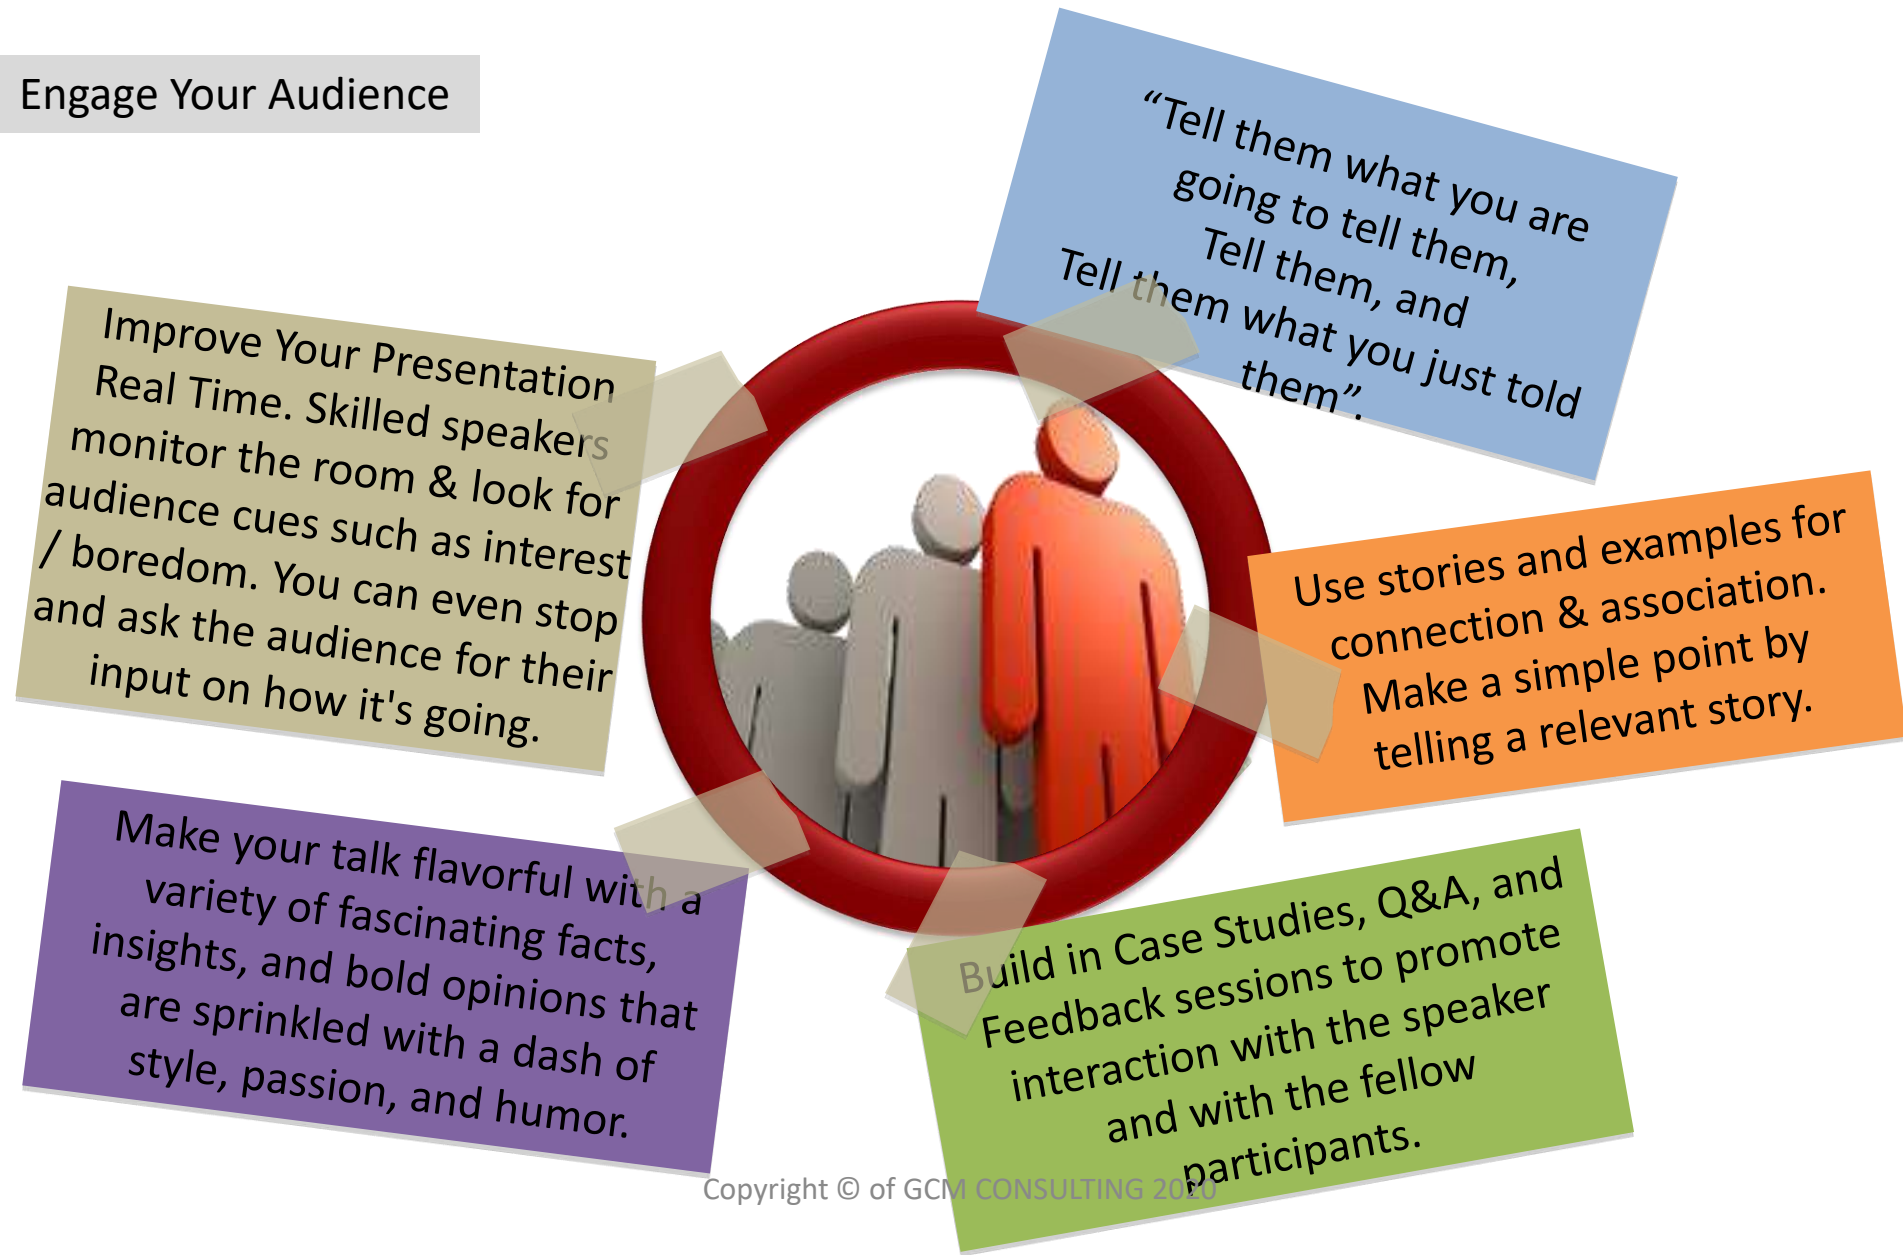 Engage Your Audience
“Tell them what you are
going to tell them,
Tell them, and
Tell them what you just told
them”.
Improve Your Presentation
Real Time. Skilled speakers
monitor the room & look for
audience cues such as interest
/ boredom. You can even stop
and ask the audience for their
input on how it's going.
Use stories and examples for
connection & association.
Make a simple point by
telling a relevant story.
Make your talk flavorful with a
variety of fascinating facts,
insights, and bold opinions that
are sprinkled with a dash of
style, passion, and humor.
Build in Case Studies, Q&A, and
Feedback sessions to promote
interaction with the speaker
and with the fellow
participants.
Copyright © of GCM CONSULTING 2020